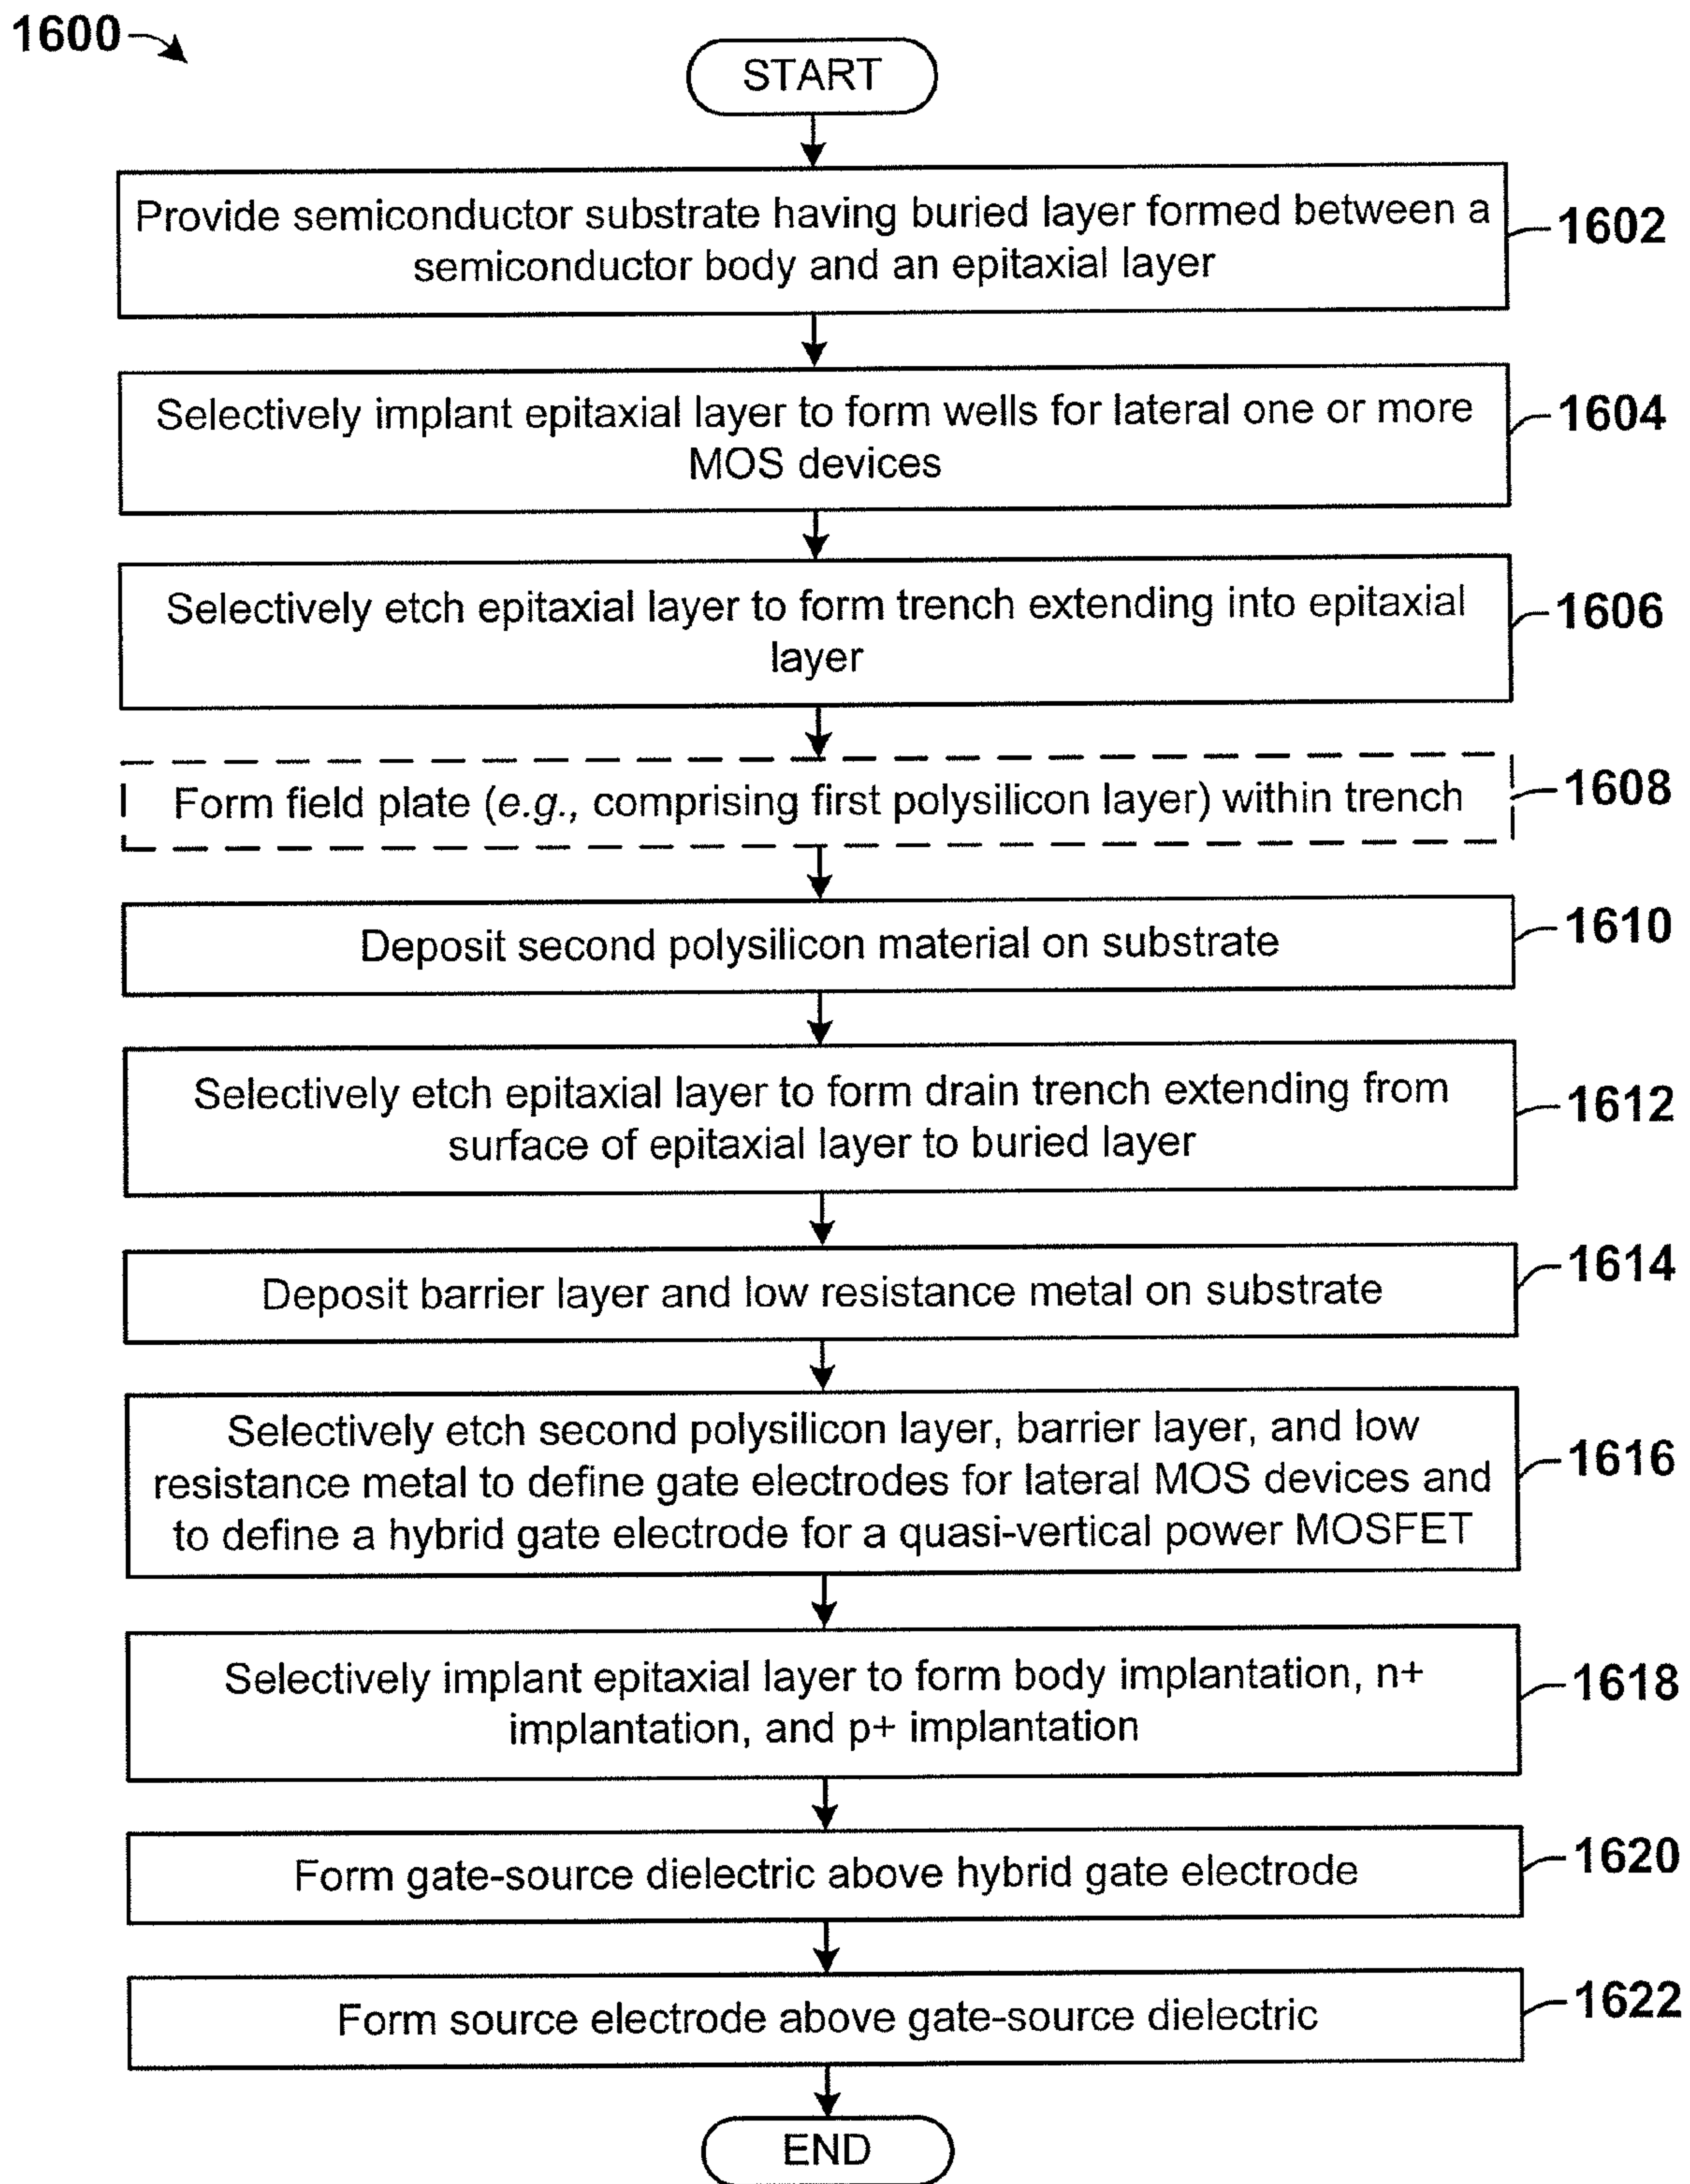 1600
START
Provide semiconductor substrate having buried layer formed between a
semiconductor body and an epitaxial layer
1602
Selectively implant epitaxial layer to form wells for lateral one or more
MOS devices
1604
Selectively etch epitaxial layer to form trench extending into epitaxial
layer
1606
Form field plate (e.g., comprising first polysilicon layer) within trench
1608
Deposit second polysilicon material on substrate
1610
Selectively etch epitaxial layer to form drain trench extending from
surface of epitaxial layer to buried layer
1612
Deposit barrier layer and low resistance metal on substrate
1614
Selectively etch second polysilicon layer, barrier layer, and low
resistance metal to define gate electrodes for lateral MOS devices and
to define a hybrid gate electrode for a quasi-vertical power MOSFET
1616
Selectively implant epitaxial layer to form body implantation, n+
implantation, and p+ implantation
1618
Form gate-source dielectric above hybrid gate electrode
1620
Form source electrode above gate-source dielectric
1622
END